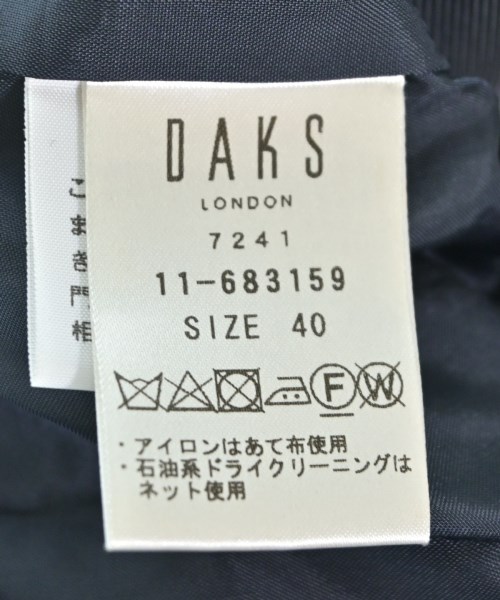 DAKS
LONDON
7241
11-683159
SIZE 40
F W
・アイロンはあて布使用
・石油系ドライクリーニングは
ネット使用
こ
ま
き
門
相